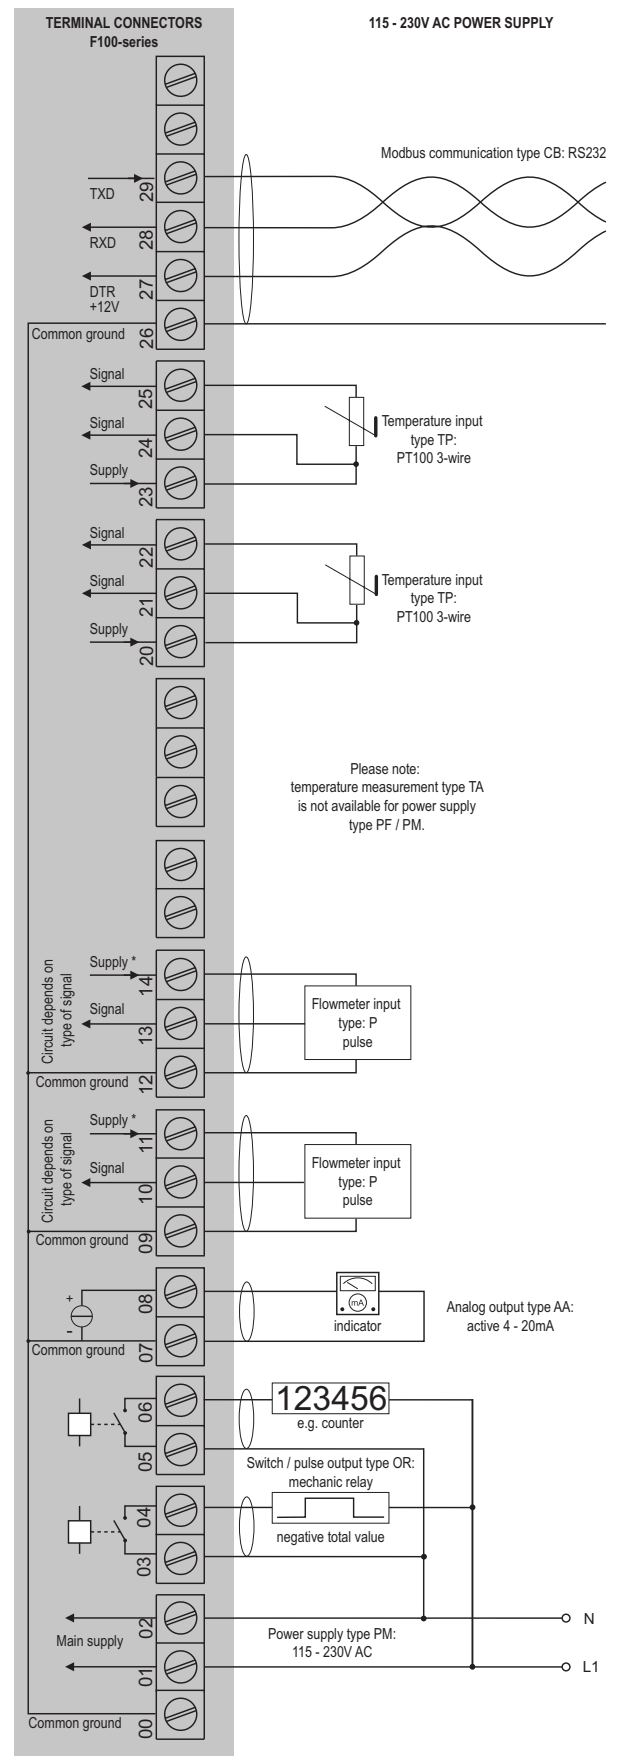 TERMINAL CONNECTORS
F100-series
115 - 230V AC POWER SUPPLY
Modbus communication type CB: RS232
TXD
29
RXD
28
DTR
+12V
27
Common ground
26
Signal
25
Signal
24
Supply
23
Temperature input
type TP:
PT100 3-wire
Signal
22
Signal
21
Supply
20
Temperature input
type TP:
PT100 3-wire
Please note:
temperature measurement type TA
is not available for power supply
type PF / PM.
Circuit depends on
type of signal
Supply *
14
Signal
13
Common ground
12
Flowmeter input
type: P
pulse
Circuit depends on
type of signal
Supply *
11
Signal
10
Common ground
09
Flowmeter input
type: P
pulse
+
-
08
Common ground
07
mA
indicator
Analog output type AA:
active 4 - 20mA
06
05
123456
e.g. counter
Switch / pulse output type OR:
mechanic relay
04
03
negative total value
02
Main supply
01
Power supply type PM:
115 - 230V AC
N
L1
Common ground
00